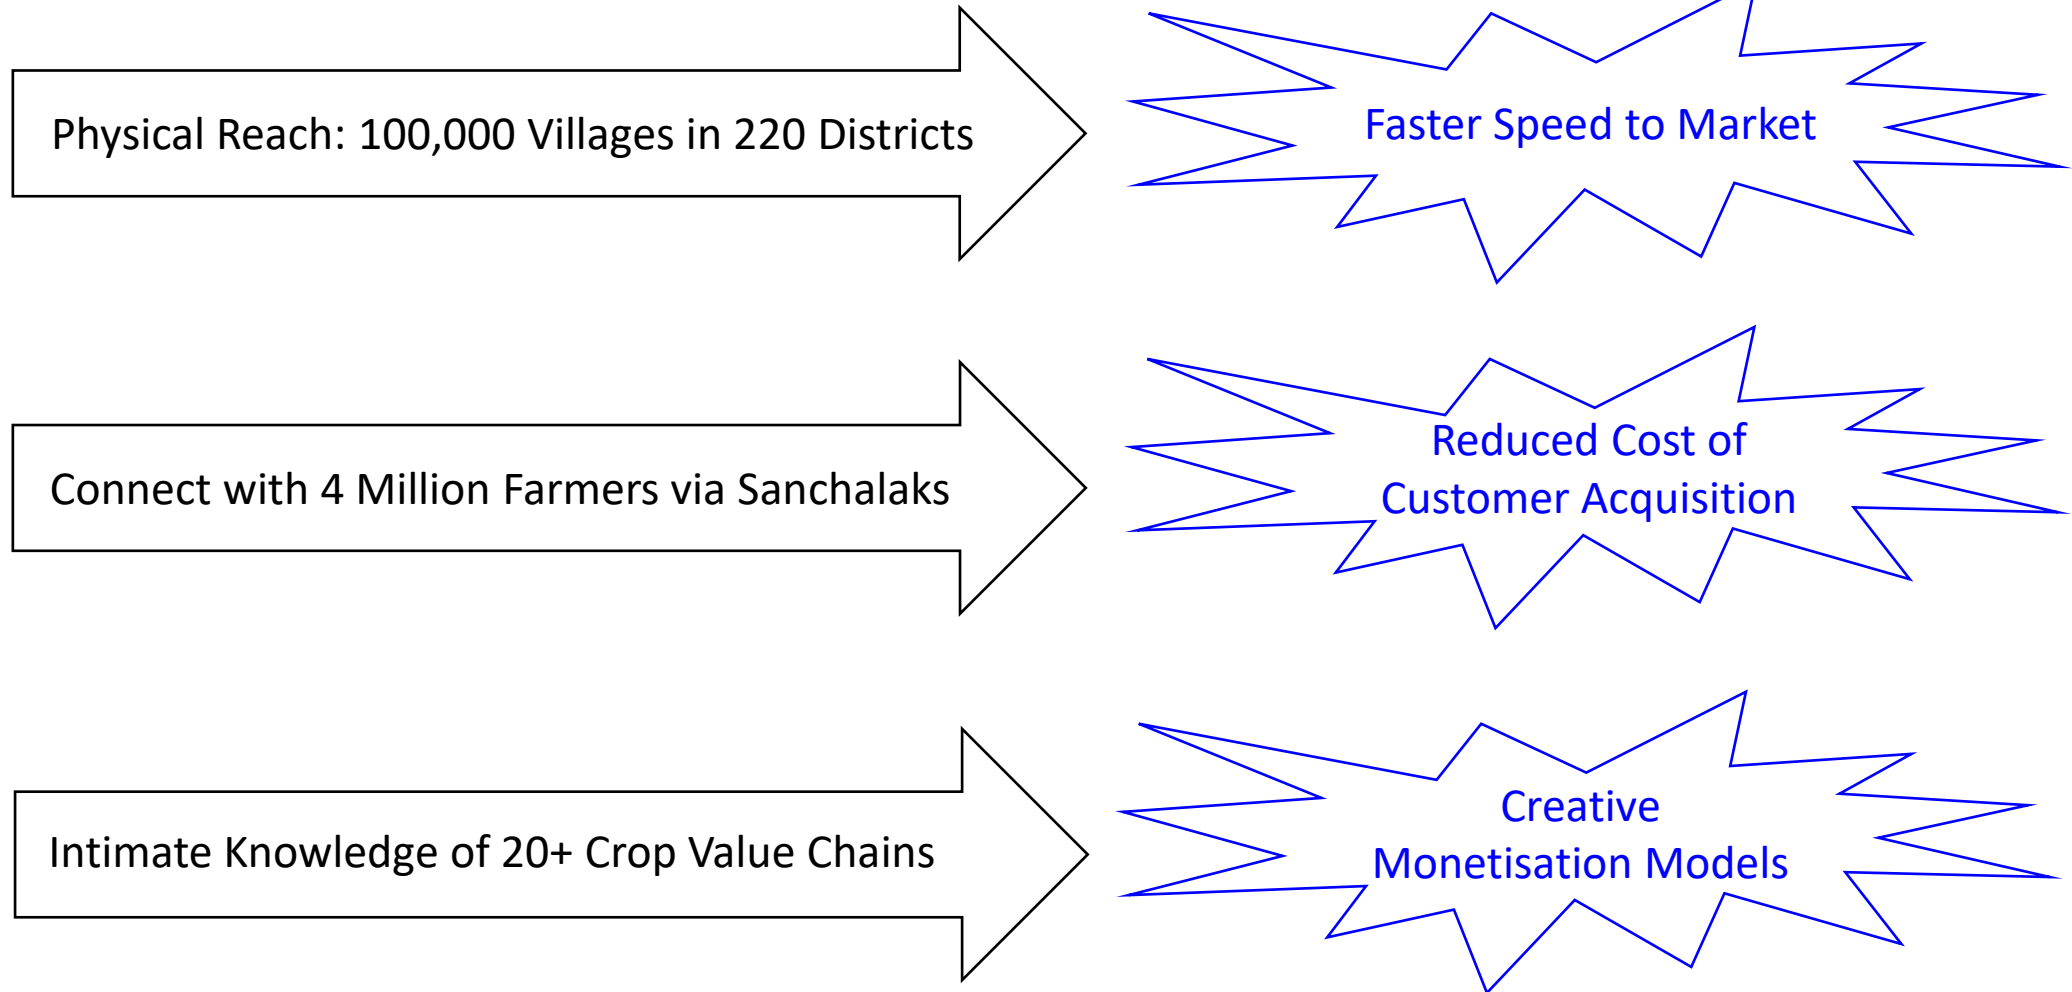 Physical Reach: 100,000 Villages in 220 Districts
Faster Speed to Market
Connect with 4 Million Farmers via Sanchalaks
Reduced Cost of
Customer Acquisition
Intimate Knowledge of 20+ Crop Value Chains
Creative
Monetisation Models